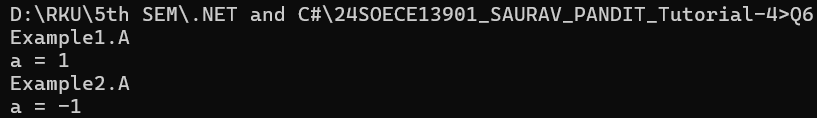 D:\RKU\5th SEM\.NET and C#\24SOECE13901_SAURAV_PANDIT_Tutorial-4>Q6
Example1.A
a = 1
Example2.A
a = -1